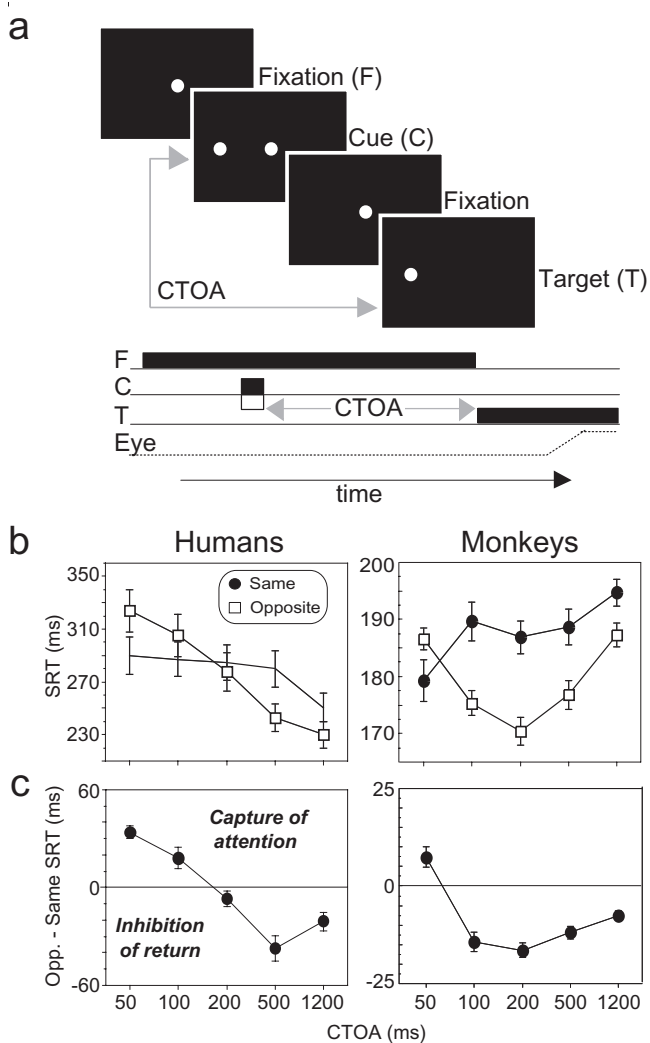 a
Fixation (F)
Cue (C)
Fixation
Target (T)
CTOA
F
C
CTOA
T
Eye
time
b
Humans
Monkeys
Same
Opposite
SRT (ms)
350
310
270
230
200
190
180
170
c
Opp. - Same SRT (ms)
60
0
-60
Capture of
attention
Inhibition
of return
25
0
-25
50 100 200 500 1200
50 100 200 500 1200
CTOA (ms)